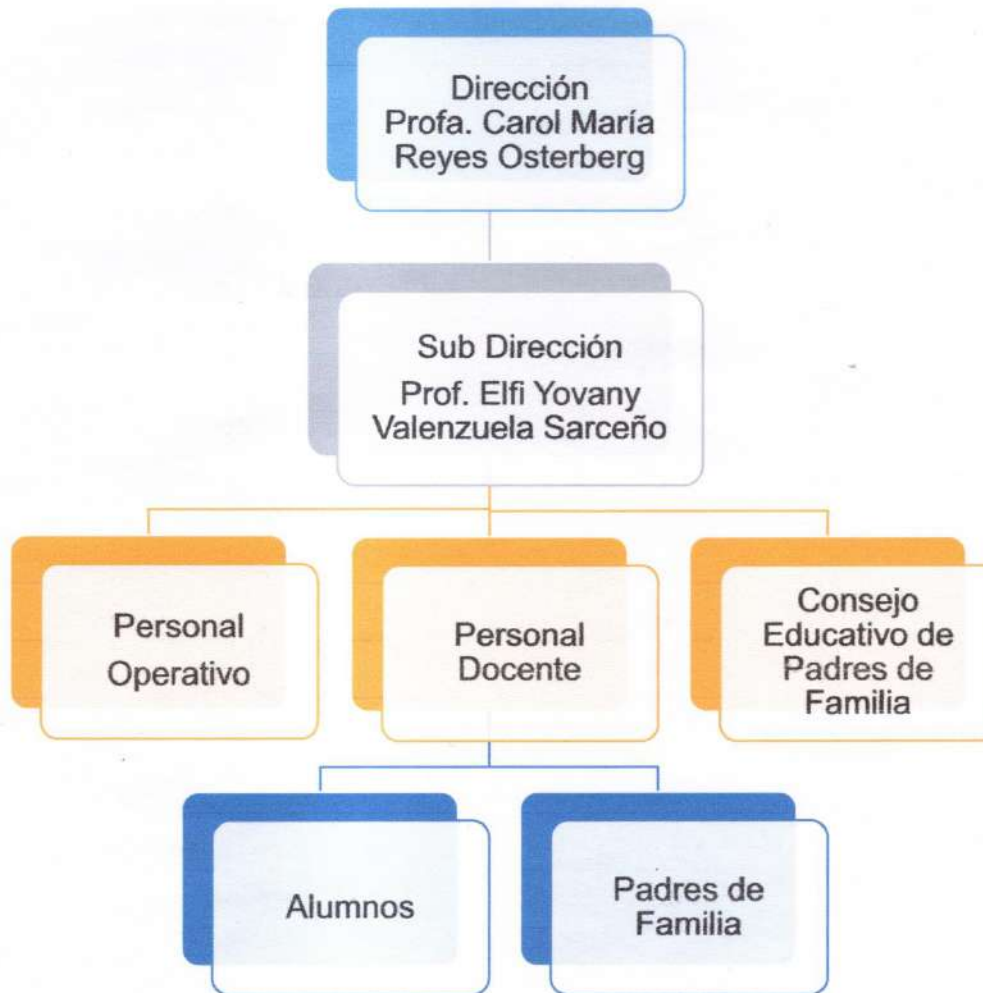 Dirección
Profa. Carol María
Reyes Osterberg
Sub Dirección
Prof. Elfi Yovany
Valenzuela Sarceño
Personal
Operativo
Personal
Docente
Consejo
Educativo de
Padres de
Familia
Alumnos
Padres de
Familia